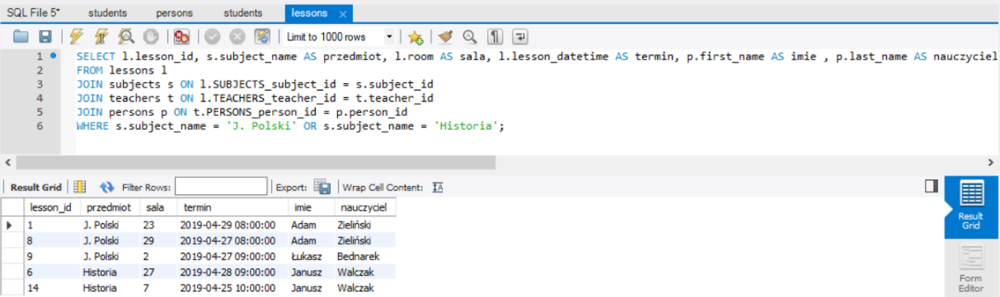 SQL File 5* students persons students lessons ×
Limit to 1000 rows
1 SELECT l.lesson_id, s.subject_name AS przedmiot, l.room AS sala, l.lesson_datetime AS termin, p.first_name AS imie , p.last_name AS nauczyciel
2 FROM lessons l
3 JOIN subjects s ON l.SUBJECTS_subject_id = s.subject_id
4 JOIN teachers t ON l.TEACHERS_teacher_id = t.teacher_id
5 JOIN persons p ON t.PERSONS_person_id = p.person_id
6 WHERE s.subject_name = 'J. Polski' OR s.subject_name = 'Historia';
Result Grid Filter Rows: Export: Wrap Cell Content: IA
lesson_id przedmiot sala termin imie nauczyciel
1 J. Polski 23 2019-04-29 08:00:00 Adam Zieliński
8 J. Polski 29 2019-04-27 08:00:00 Adam Zieliński
9 J. Polski 2 2019-04-27 09:00:00 Łukasz Bednarek
6 Historia 27 2019-04-28 09:00:00 Janusz Walczak
14 Historia 7 2019-04-25 10:00:00 Janusz Walczak
Result
Grid
Form
Editor